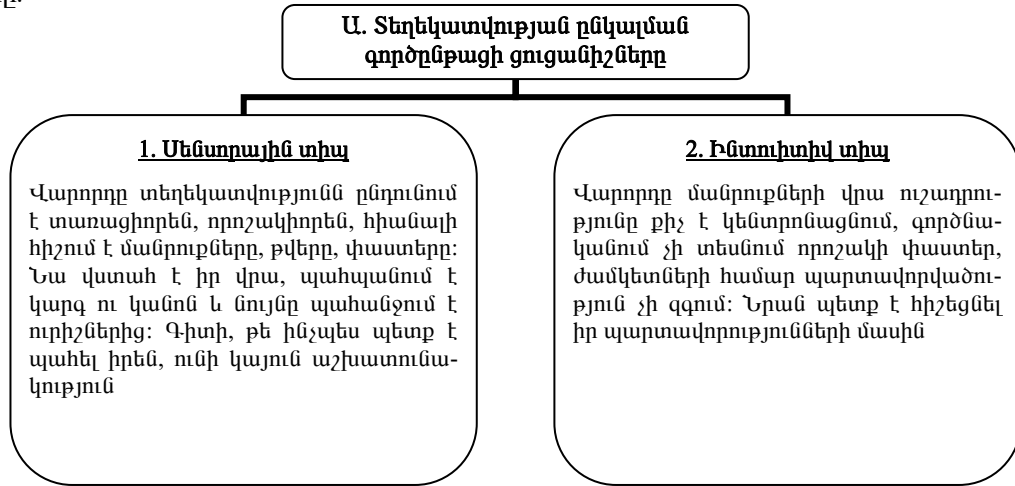 Ա. Տեղեկատվության ընկալման
գործընթացի ցուցանիշները
1. Սենսորային տիպ
Վարորդը տեղեկատվությունն ընդունում
է տառացիորեն, որոշակիորեն, հիանալի
հիշում է մանրուքները, թվերը, փաստերը:
Նա վստահ է իր վրա, պահպանում է
կարգ ու կանոն և նույնը պահանջում է
ուրիշներից: Գիտի, թե ինչպես պետք է
պահել իրեն, ունի կայուն աշխատունա-
կություն
2. Ինտուիտիվ տիպ
Վարորդը մանրուքների վրա ուշադրու-
թյունը քիչ է կենտրոնացնում, գործնա-
կանում չի տեսնում որոշակի փաստեր,
ժամկետների համար պարտավորվածու-
թյուն չի զգում: Նրան պետք է հիշեցնել
իր պարտավորությունների մասին